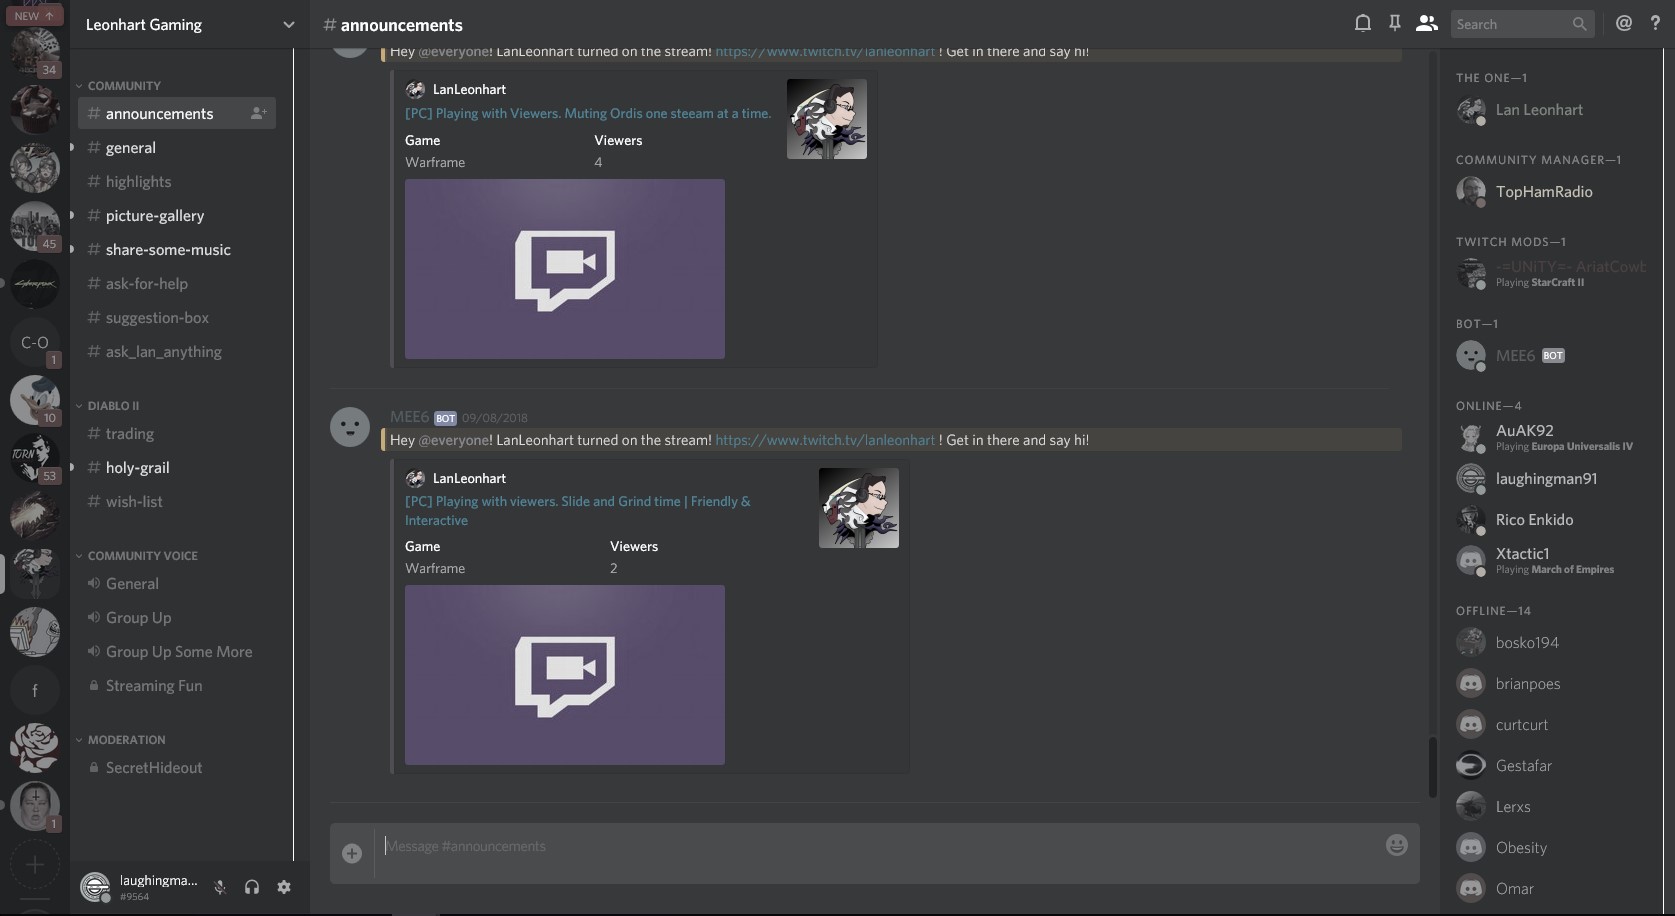 NEW ↑
34
45
C-O
1
10
TORN
53
f
1
Leonhart Gaming
COMMUNITY
# announcements
# general
# highlights
# picture-gallery
# share-some-music
# ask-for-help
# suggestion-box
# ask_lan_anything
DIABLO II
# trading
# holy-grail
# wish-list
COMMUNITY VOICE
General
Group Up
Group Up Some More
Streaming Fun
MODERATION
SecretHideout
laughingma...
#9564
# announcements
Search
@ ?
Hey @everyone! LanLeonhart turned on the stream! https://www.twitch.tv/lanleonhart ! Get in there and say hi!
LanLeonhart
[PC] Playing with Viewers. Muting Ordis one steeam at a time.
Game Viewers
Warframe 4
MEE6 BOT 09/08/2018
Hey @everyone! LanLeonhart turned on the stream! https://www.twitch.tv/lanleonhart ! Get in there and say hi!
LanLeonhart
[PC] Playing with viewers. Slide and Grind time | Friendly &
Interactive
Game Viewers
Warframe 2
Message #announcements
THE ONE—1
Lan Leonhart
COMMUNITY MANAGER—1
TopHamRadio
TWITCH MODS—1
-=UNiTY=- AriatCowb
Playing StarCraft II
BOT—1
MEE6 BOT
ONLINE—4
AuAK92
Playing Europa Universalis IV
laughingman91
Rico Enkido
Xtactic1
Playing March of Empires
OFFLINE—14
bosko194
brianpoes
curtcurt
Gestafar
Lerxs
Obesity
Omar